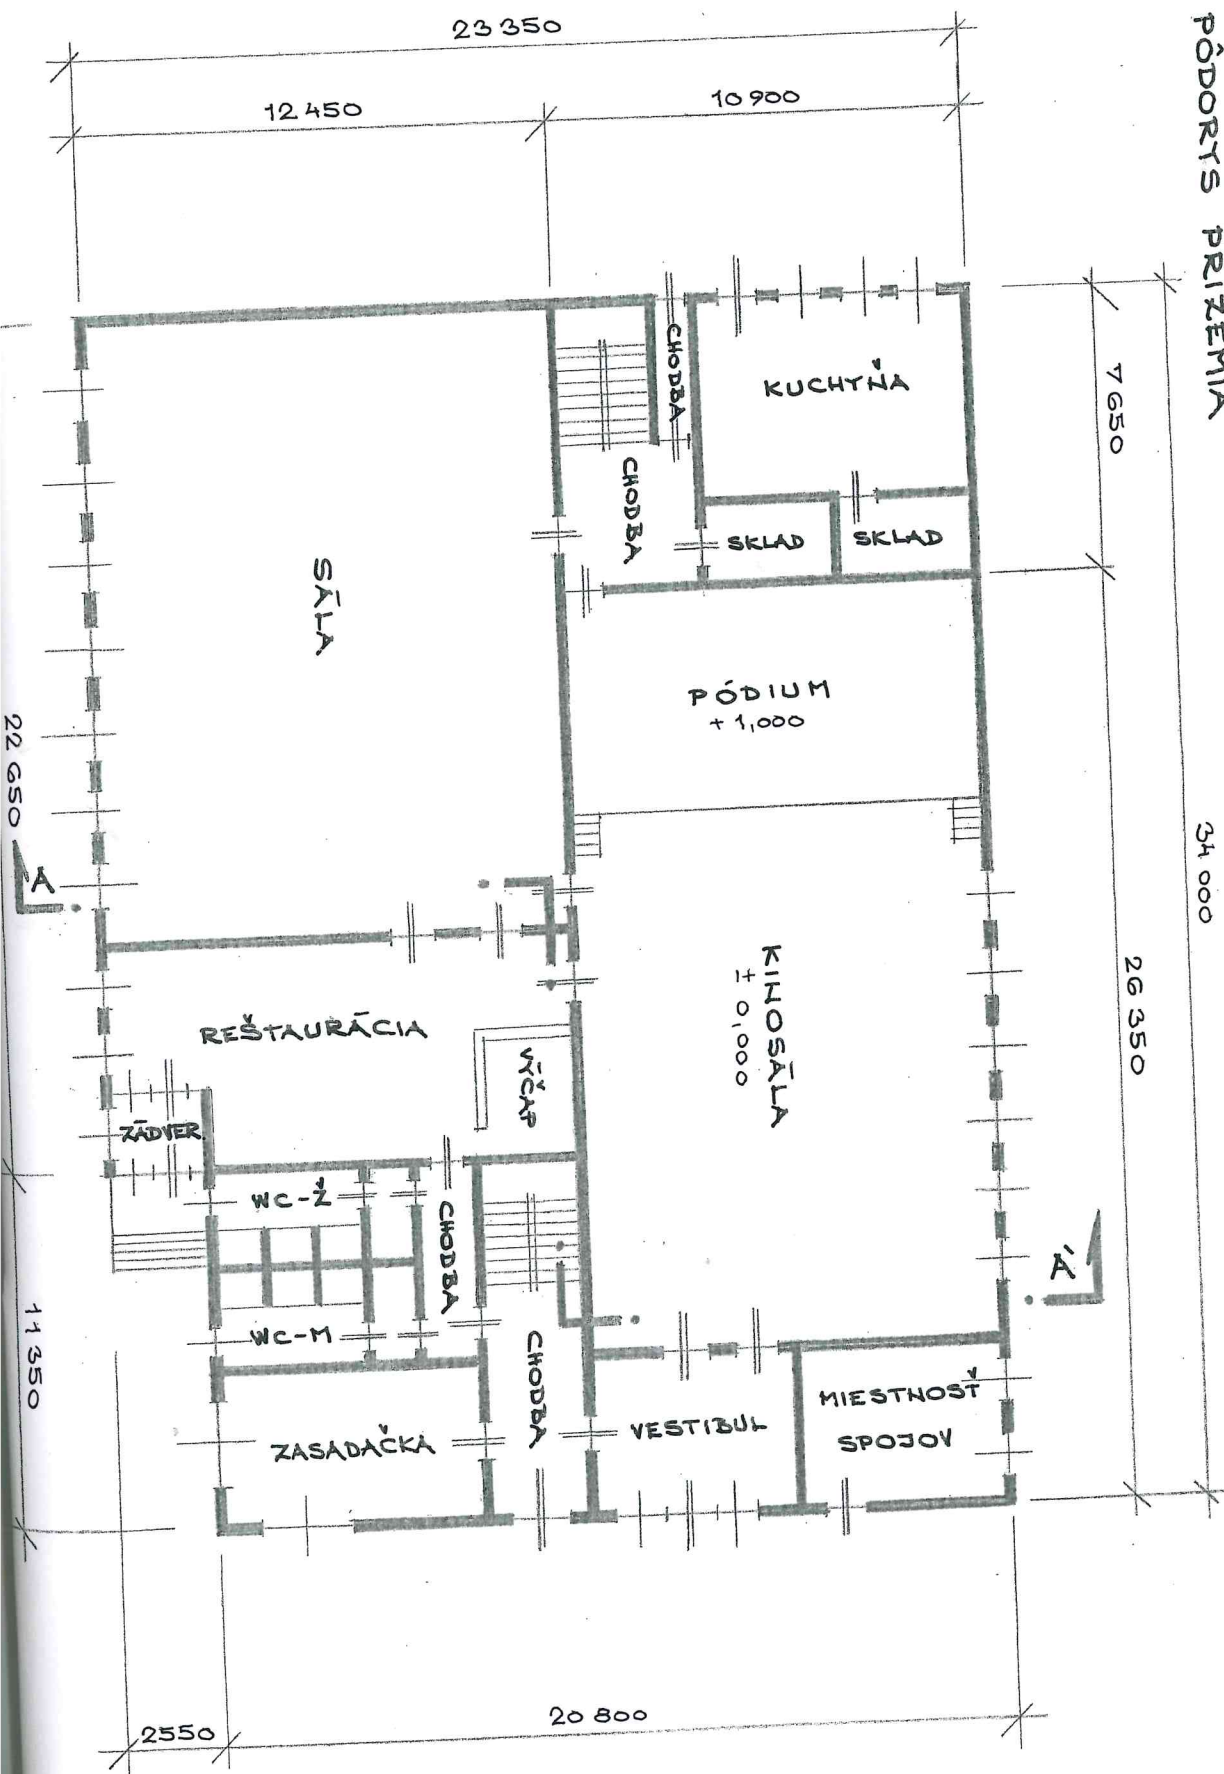 PÔDORYS PRÍZEMIA
23 350
12 450
10 900
7 650
34 000
26 350
22 650
11 350
2550
20 800
KUCHYŇA
CHODBA
CHODBA
SKLAD
SKLAD
SÁLA
PÓDIUM
+ 1,000
KINOSÁLA
± 0,000
A
REŠTAURÁCIA
VÝČAP
ZÁDVER.
WC-Ž
CHODBA
WC-M
CHODBA
A'
ZASADAČKA
VESTIBUL
MIESTNOSŤ
SPOJOV